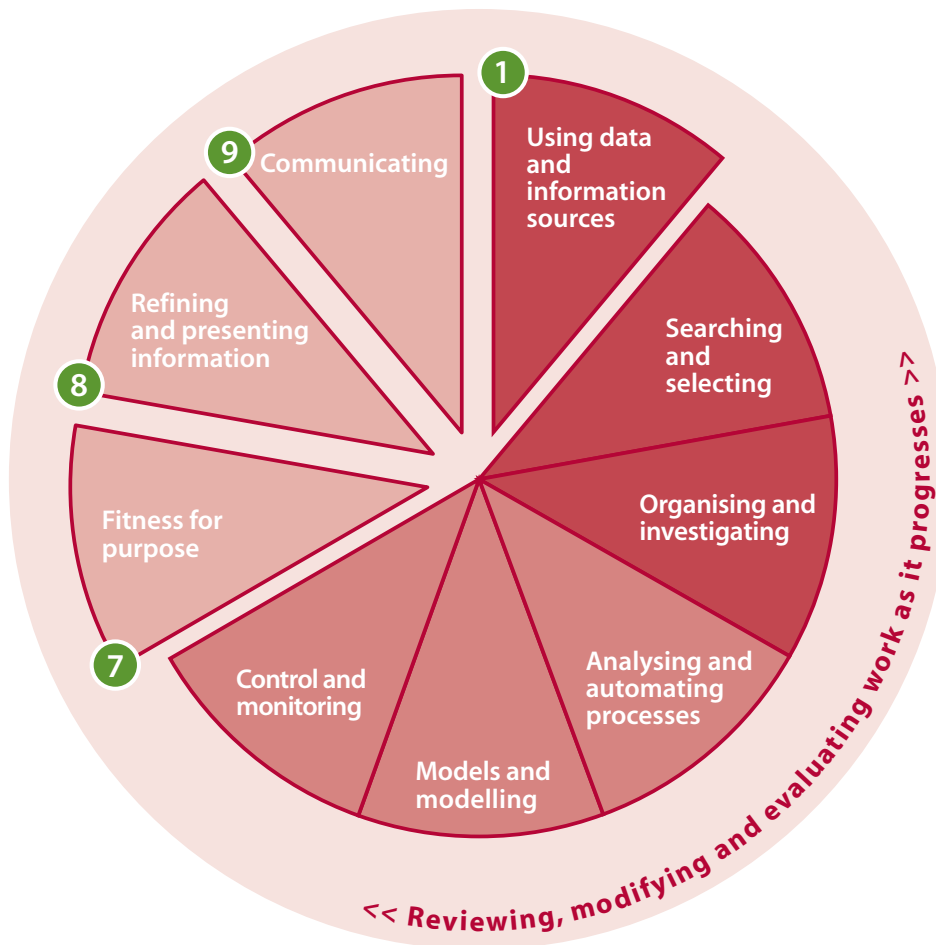 1
Using data
and
information
sources
Searching
and
selecting
Organising and
investigating
Analysing and
automating
processes
Models and
modelling
Control and
monitoring
7
Fitness for
purpose
8
Refining
and presenting
information
9
Communicating
<< Reviewing, modifying and evaluating work as it progresses >>